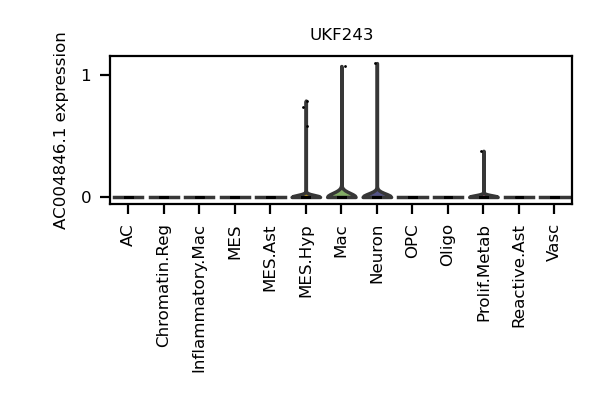 UKF243
AC004846.1 expression
1
0
AC
Chromatin.Reg
Inflammatory.Mac
MES
MES.Ast
MES.Hyp
Mac
Neuron
OPC
Oligo
Prolif.Metab
Reactive.Ast
Vasc